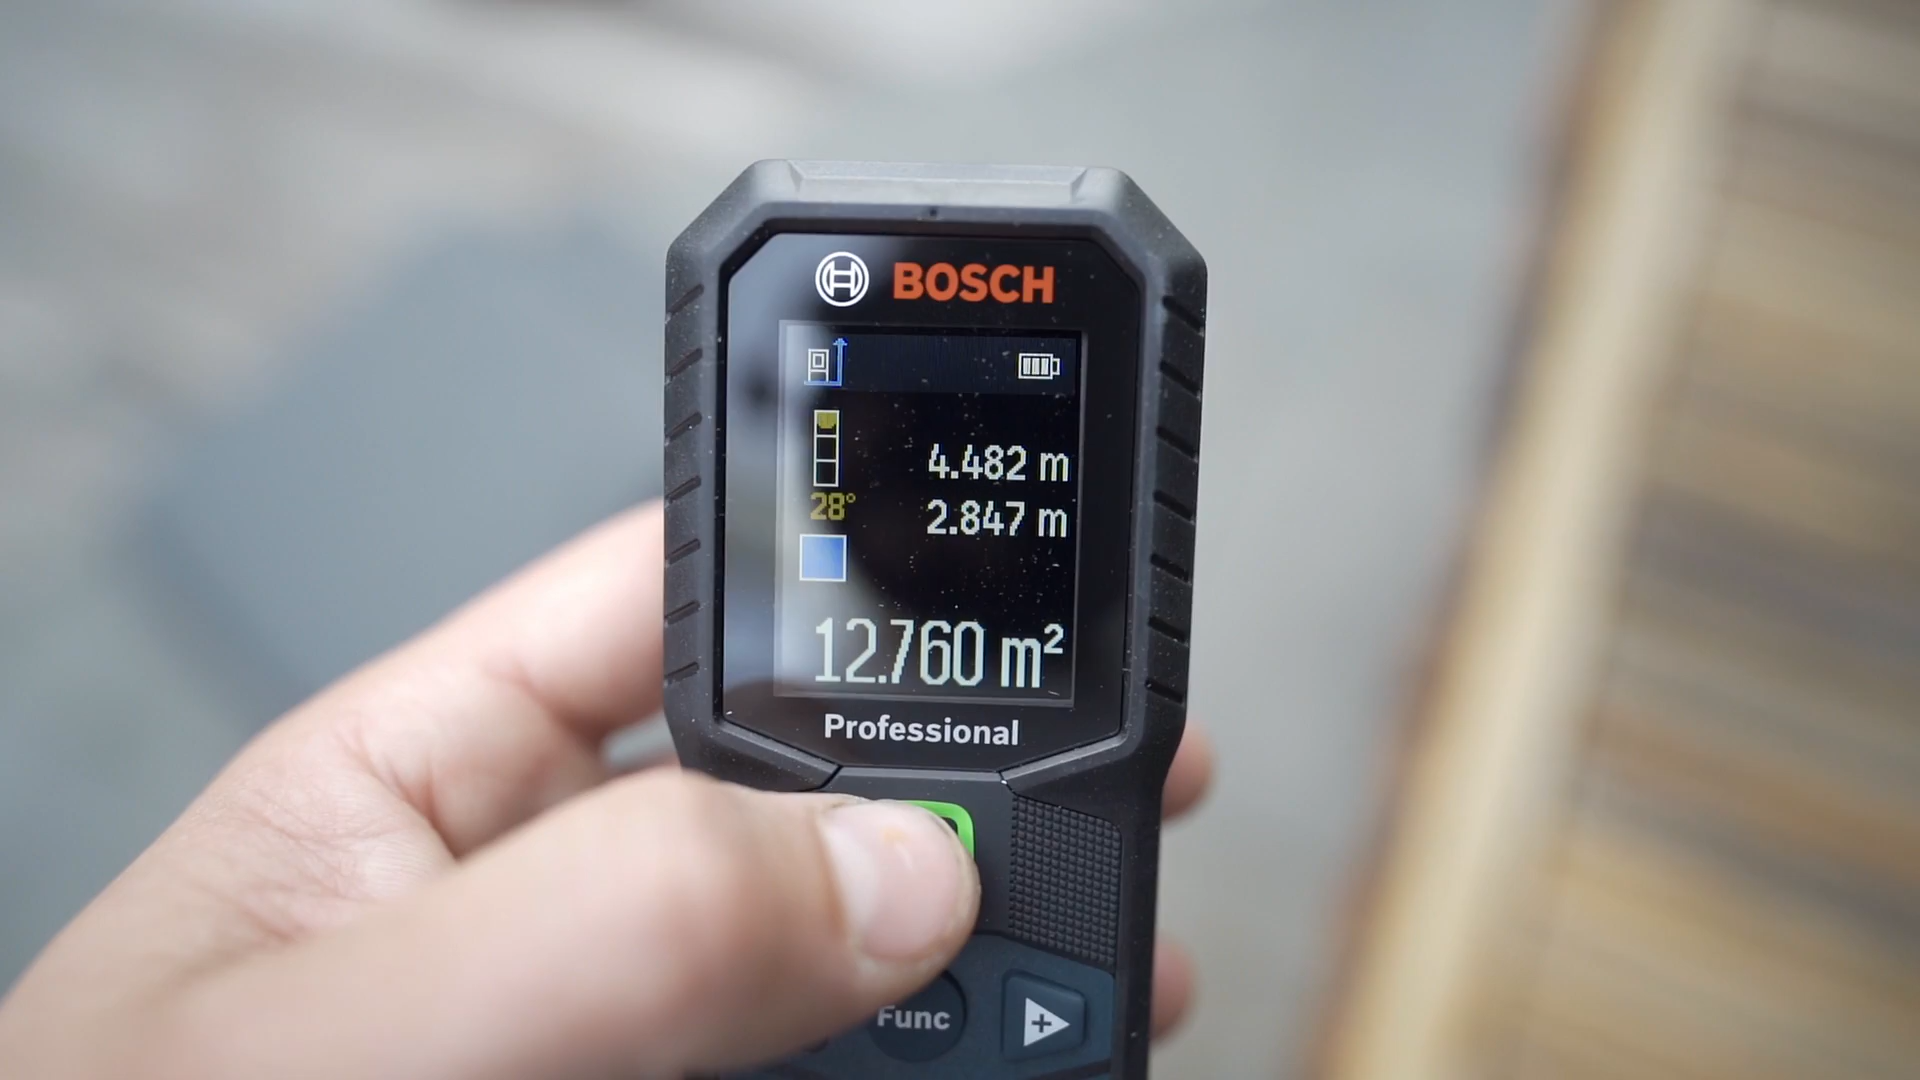 BOSCH
4.482 m
28°
2.847 m
12.760 m²
Professional
Func
+